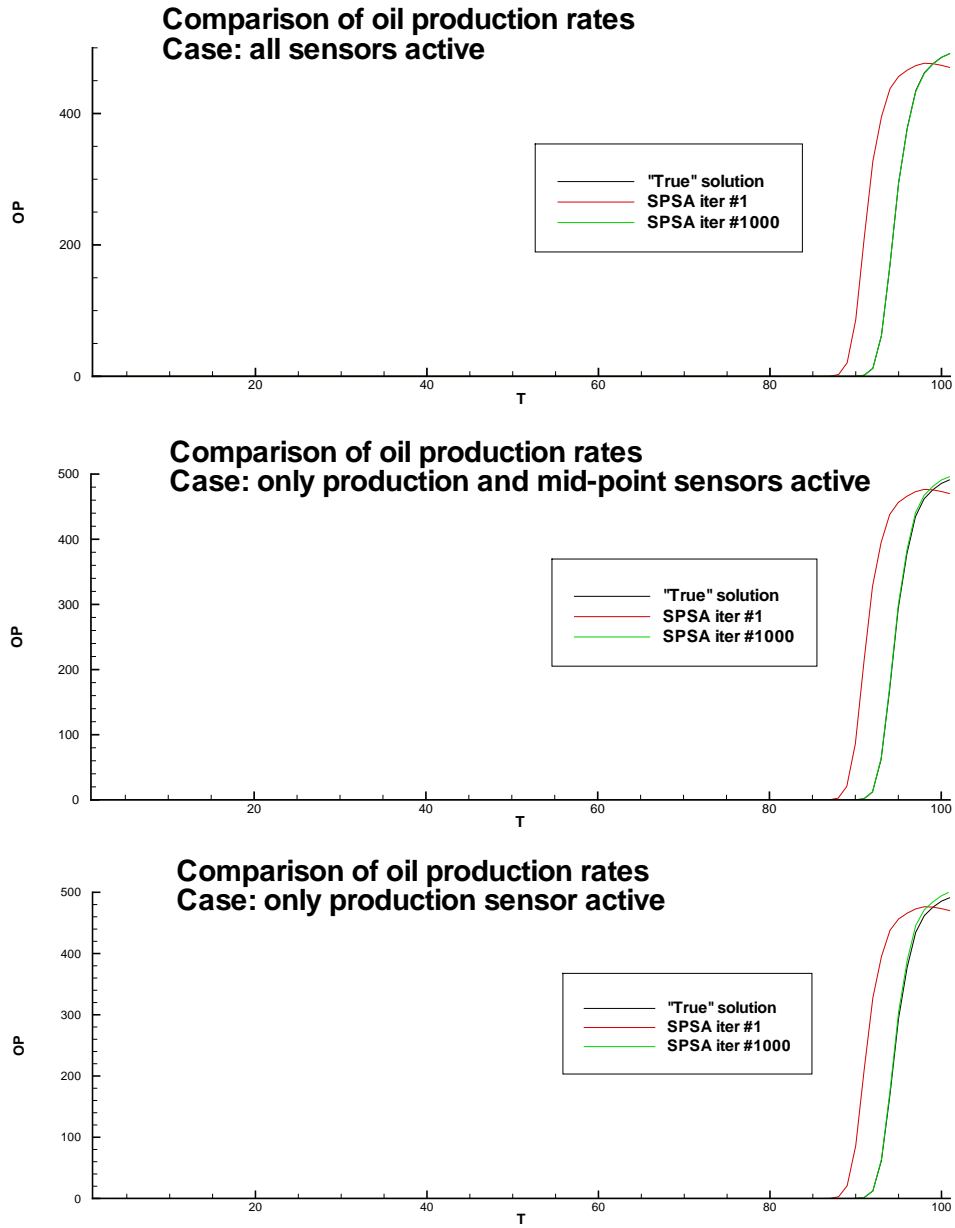 Comparison of oil production rates
Case: all sensors active
400
200
0
OP
"True" solution
SPSA iter #1
SPSA iter #1000
20 40 60 80 100
T
Comparison of oil production rates
Case: only production and mid-point sensors active
500
400
300
200
100
0
OP
"True" solution
SPSA iter #1
SPSA iter #1000
20 40 60 80 100
T
Comparison of oil production rates
Case: only production sensor active
500
400
300
200
100
0
OP
"True" solution
SPSA iter #1
SPSA iter #1000
20 40 60 80 100
T